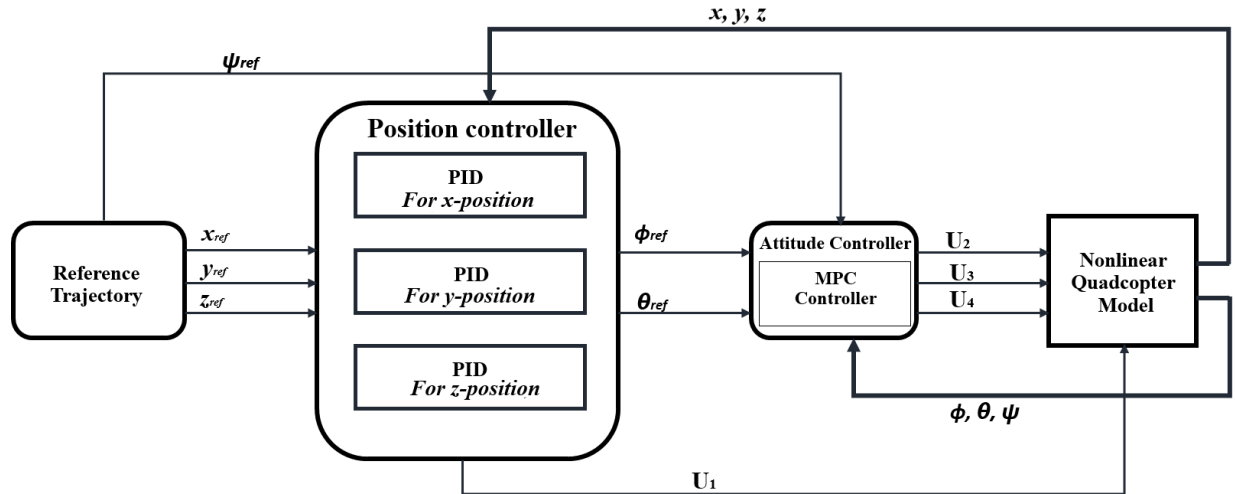 x, y, z
ψref
Position controller
PID
For x-position
PID
For y-position
PID
For z-position
Reference
Trajectory
xref
yref
zref
ϕref
θref
Attitude Controller
MPC
Controller
U2
U3
U4
Nonlinear
Quadcopter
Model
ϕ, θ, ψ
U1